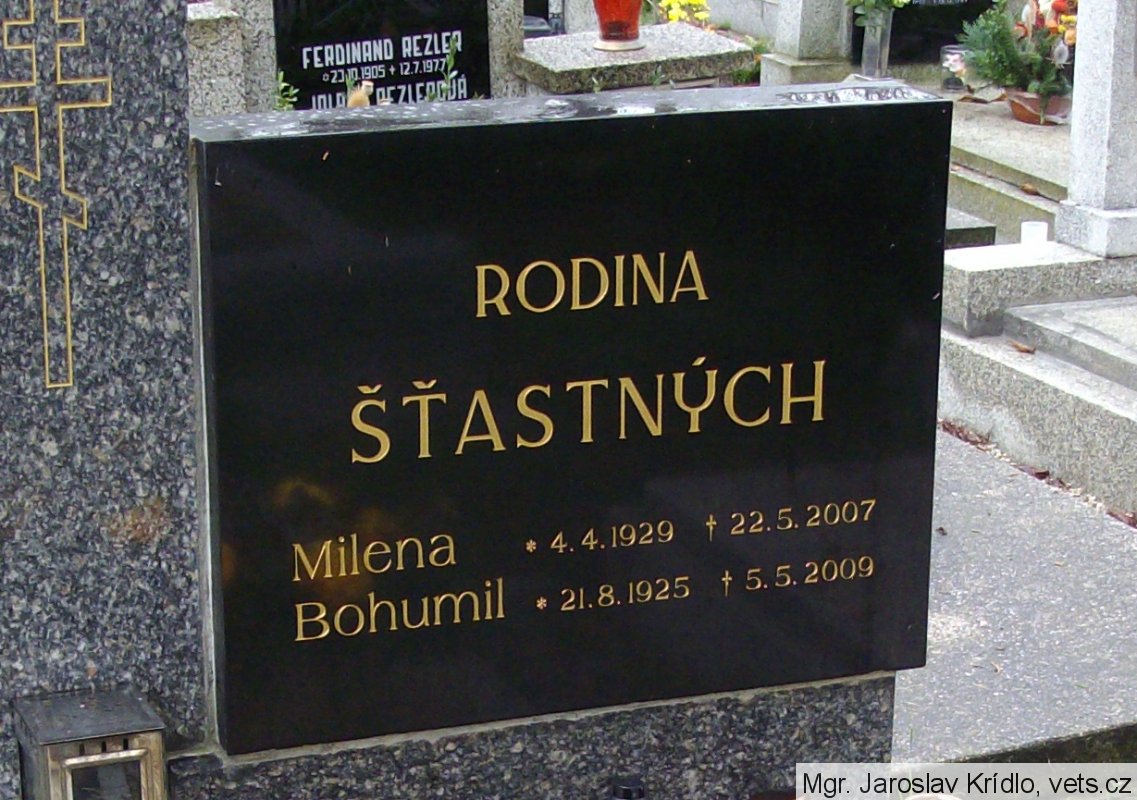 FERDINAND REZLER
*23.10.1905 + 12.7.1977
REZLEROVÁ
RODINA
ŠŤASTNÝCH
Milena * 4.4.1929 † 22.5.2007
Bohumil * 21.8.1925 † 5.5.2009
Mgr. Jaroslav Krídlo, vets.cz